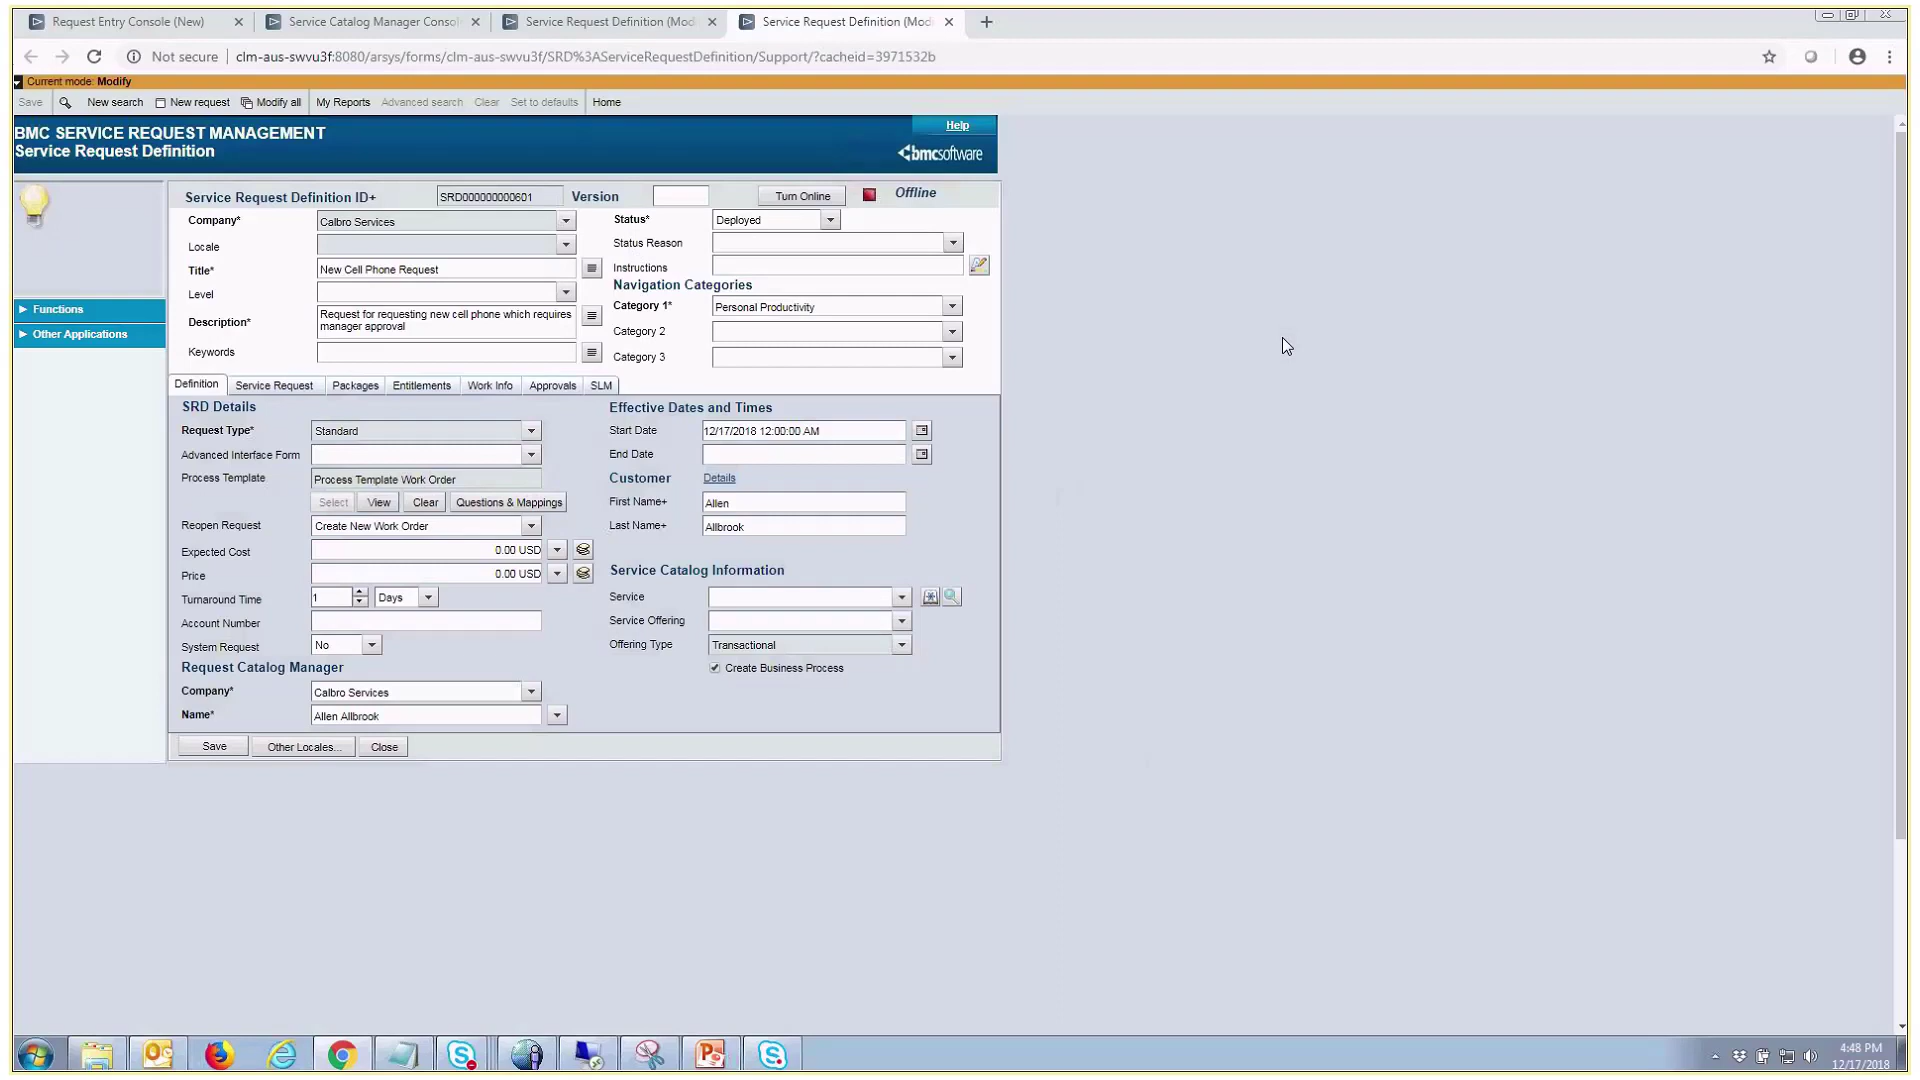 Request Entry Console (New)
Service Catalog Manager Consol
Service Request Definition (Modi
Service Request Definition (Modi
Not secure
clm-aus-swvu3f:8080/arsys/forms/clm-aus-swvu3f/SRD%3AServiceRequestDefinition/Support/?cacheid=3971532b
Current mode: Modify
Save New search New request Modify all My Reports Advanced search Clear Set to defaults Home
BMC SERVICE REQUEST MANAGEMENT
Service Request Definition
Help
bmcsoftware
Functions
Other Applications
Service Request Definition ID+ SRD000000000601 Version Turn Online Offline
Company* Calbro Services Status* Deployed
Locale Status Reason
Title* New Cell Phone Request Instructions
Level Navigation Categories
Description* Request for requesting new cell phone which requires Category 1* Personal Productivity
manager approval Category 2
Keywords Category 3
Definition Service Request Packages Entitlements Work Info Approvals SLM
SRD Details Effective Dates and Times
Request Type* Standard Start Date 12/17/2018 12:00:00 AM
Advanced Interface Form End Date
Process Template Process Template Work Order Customer Details
Select View Clear Questions & Mappings First Name+ Allen
Reopen Request Create New Work Order Last Name+ Allbrook
Expected Cost 0.00 USD
Price 0.00 USD Service Catalog Information
Turnaround Time 1 Days Service
Account Number Service Offering
System Request No Offering Type Transactional
Request Catalog Manager Create Business Process
Company* Calbro Services
Name* Allen Allbrook
Save Other Locales... Close
4:48 PM
12/17/2018